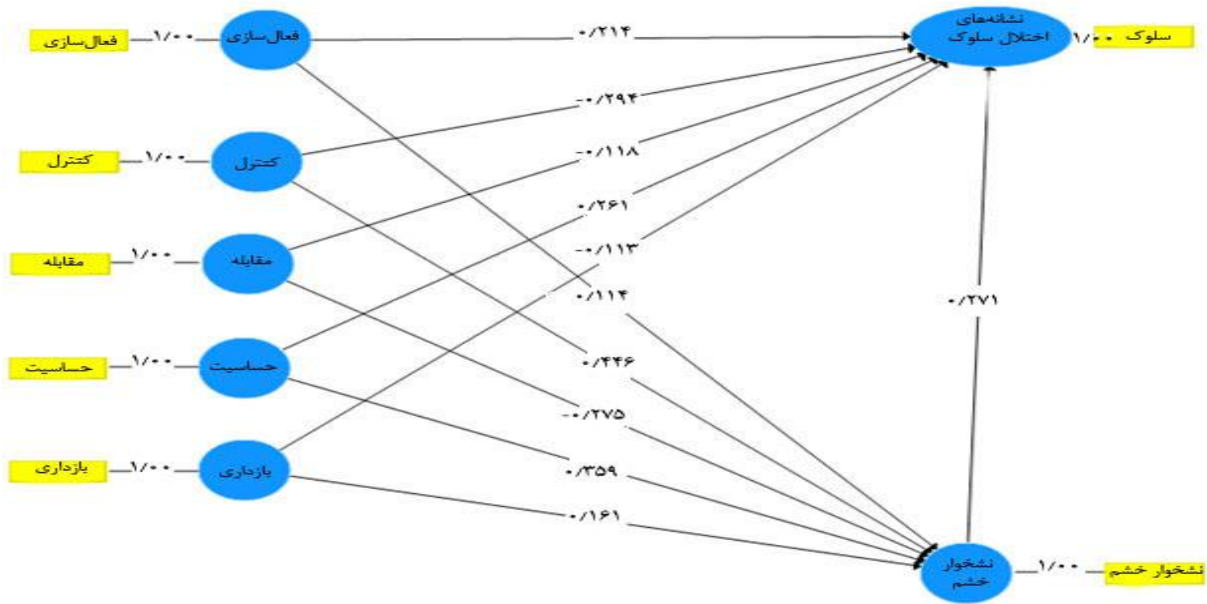 فعال‌سازی ۱/۰۰ فعال‌سازی ۰/۲۱۴ نشانه‌های
اختلال سلوک ۱/۰۰ سلوک
-۰/۲۹۴
کنترل ۱/۰۰ کنترل -۰/۱۱۸
۰/۲۶۱
مقابله ۱/۰۰ مقابله -۰/۱۱۳
۰/۱۱۴ ۰/۲۷۱
حساسیت ۱/۰۰ حساسیت ۰/۴۴۶
-۰/۲۷۵
بازداری ۱/۰۰ بازداری ۰/۳۵۹
۰/۱۶۱
نشخوار
خشم ۱/۰۰ نشخوار خشم